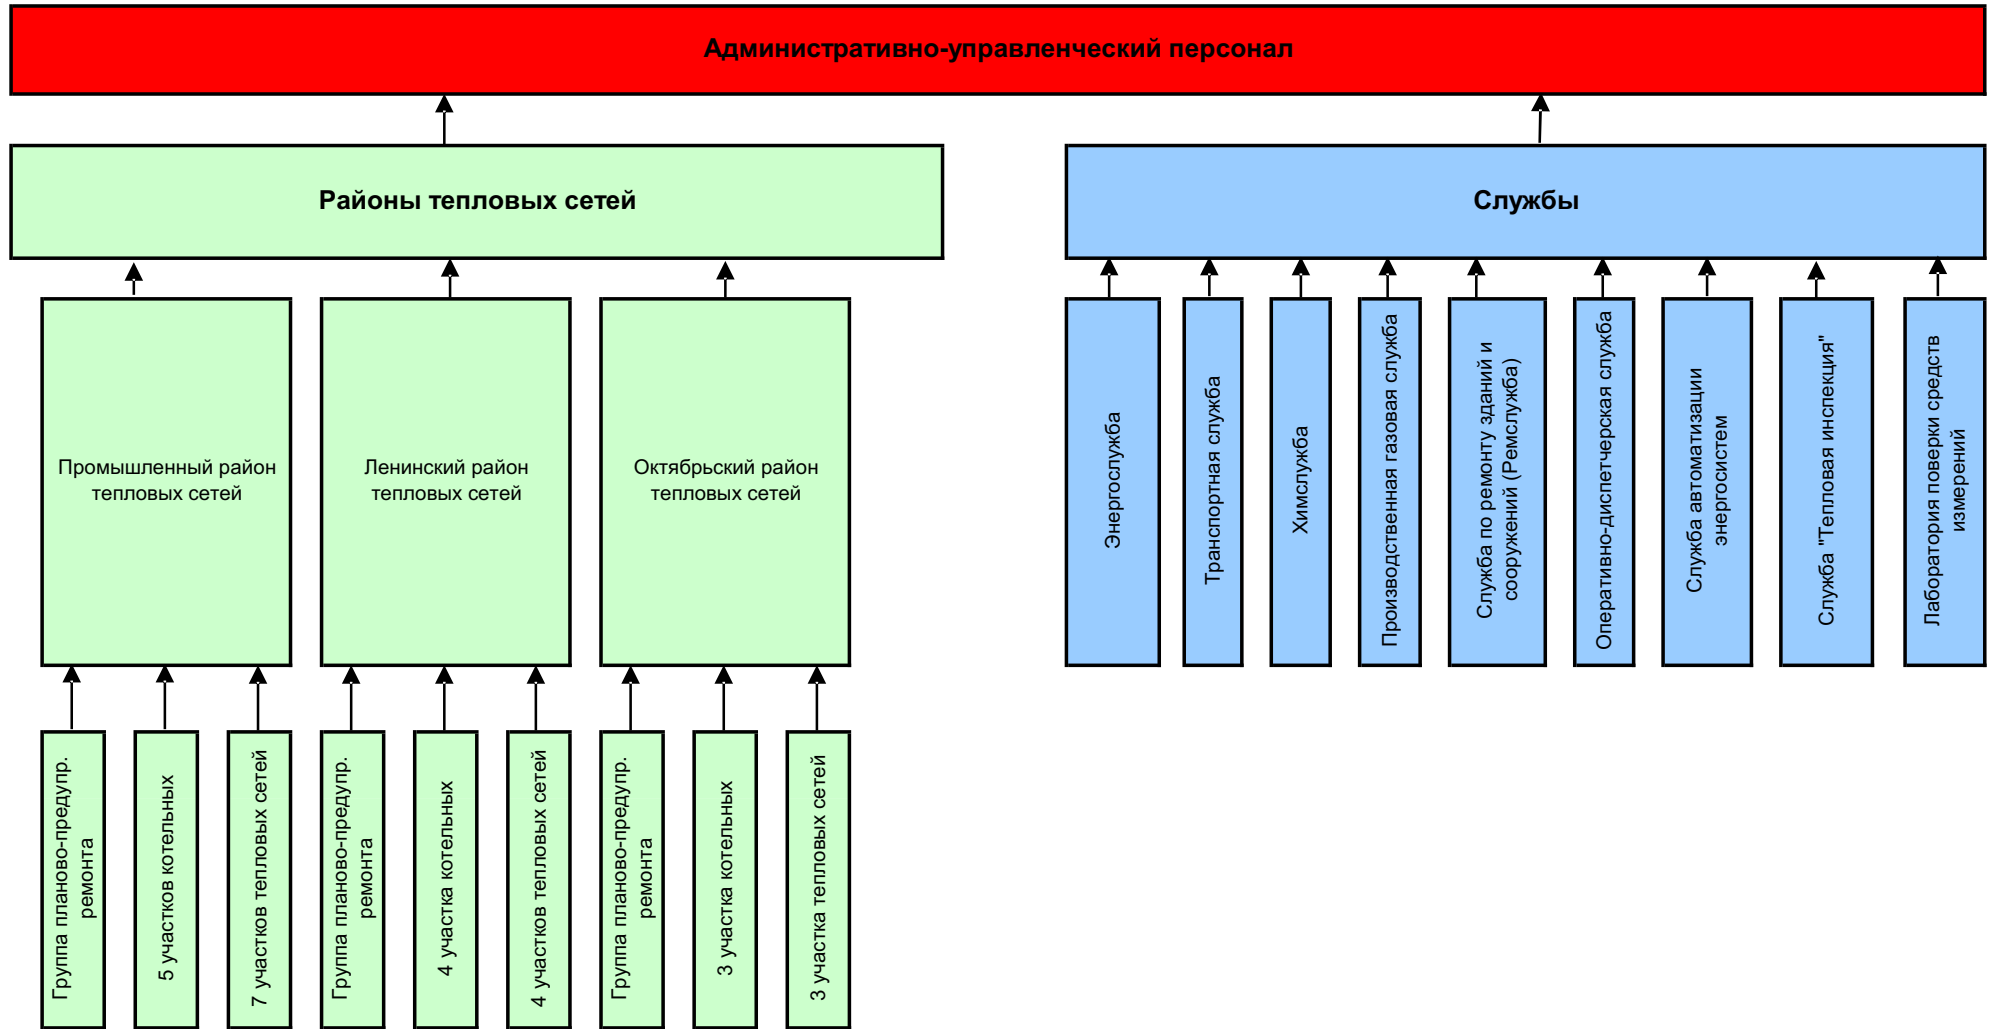 Административно-управленческий персонал
Районы тепловых сетей
Службы
Промышленный район
тепловых сетей
Ленинский район
тепловых сетей
Октябрьский район
тепловых сетей
Энергослужба
Транспортная служба
Химслужба
Производственная газовая служба
Служба по ремонту зданий и
сооружений (Ремслужба)
Оперативно-диспетчерская служба
Служба автоматизации
энергосистем
Служба "Тепловая инспекция"
Лаборатория поверки средств
измерений
Группа планово-предупр.
ремонта
5 участков котельных
7 участков тепловых сетей
Группа планово-предупр.
ремонта
4 участка котельных
4 участков тепловых сетей
Группа планово-предупр.
ремонта
3 участка котельных
3 участка тепловых сетей